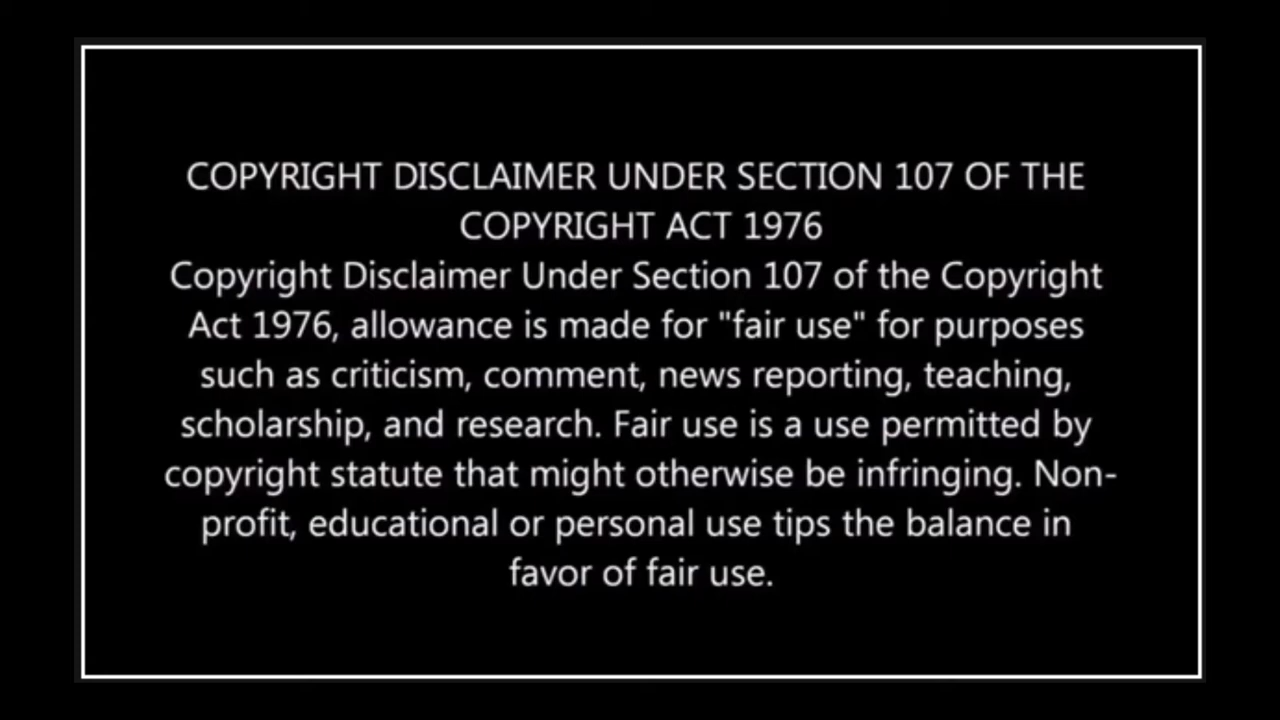 COPYRIGHT DISCLAIMER UNDER SECTION 107 OF THE
COPYRIGHT ACT 1976
Copyright Disclaimer Under Section 107 of the Copyright
Act 1976, allowance is made for "fair use" for purposes
such as criticism, comment, news reporting, teaching,
scholarship, and research. Fair use is a use permitted by
copyright statute that might otherwise be infringing. Non-
profit, educational or personal use tips the balance in
favor of fair use.